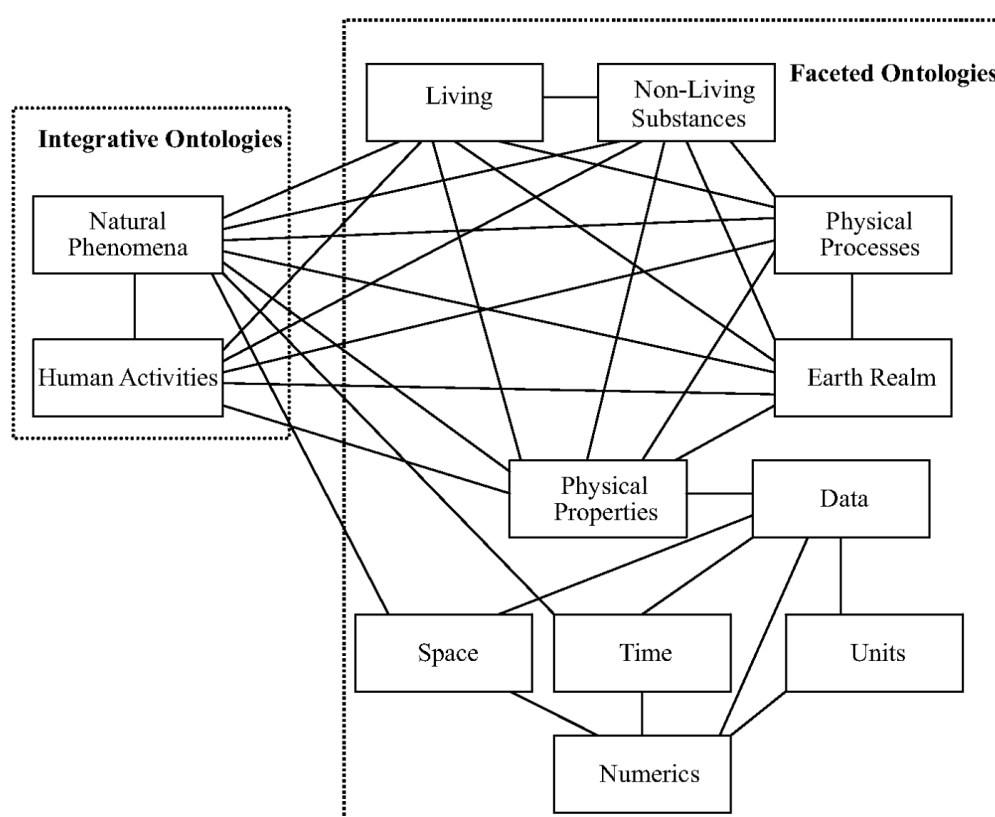 Faceted Ontologies
Living
Non-Living
Substances
Integrative Ontologies
Natural
Phenomena
Physical
Processes
Human Activities
Earth Realm
Physical
Properties
Data
Space
Time
Units
Numerics